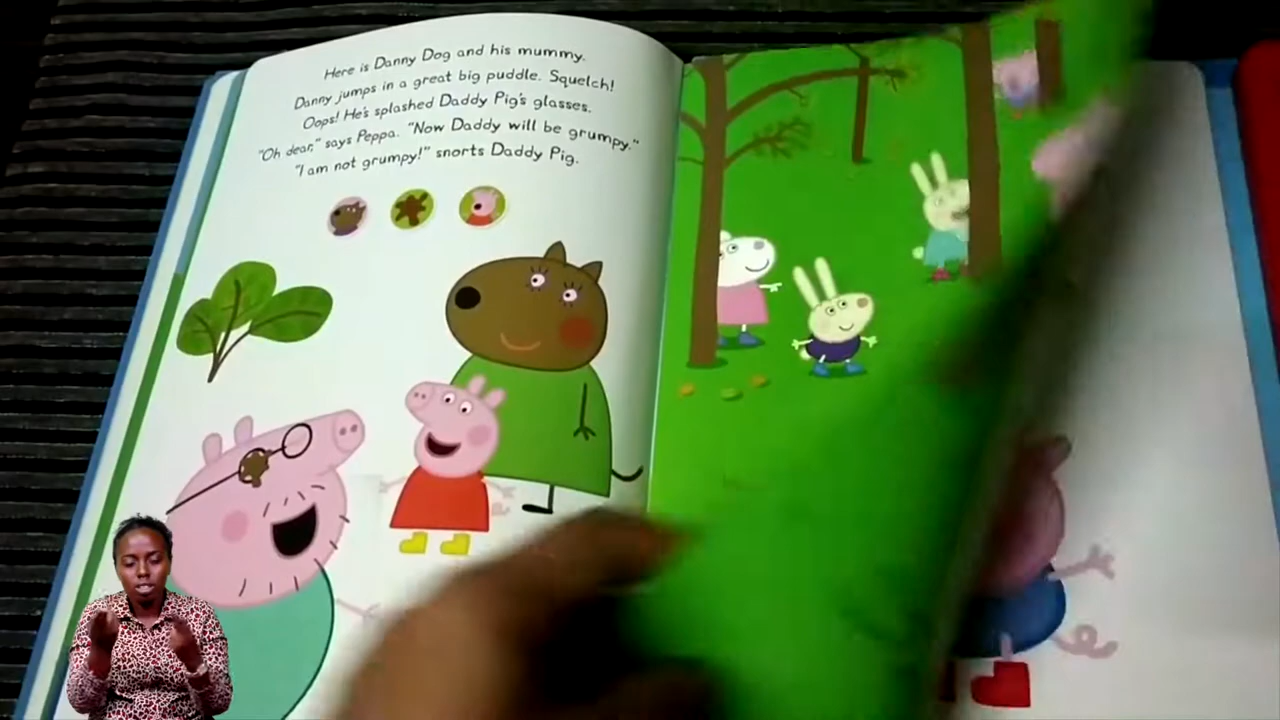 Here is Danny Dog and his mummy.
Danny jumps in a great big puddle. Squelch!
Oops! He's splashed Daddy Pig's glasses.
"Oh dear," says Peppa. "Now Daddy will be grumpy."
"I am not grumpy!" snorts Daddy Pig.